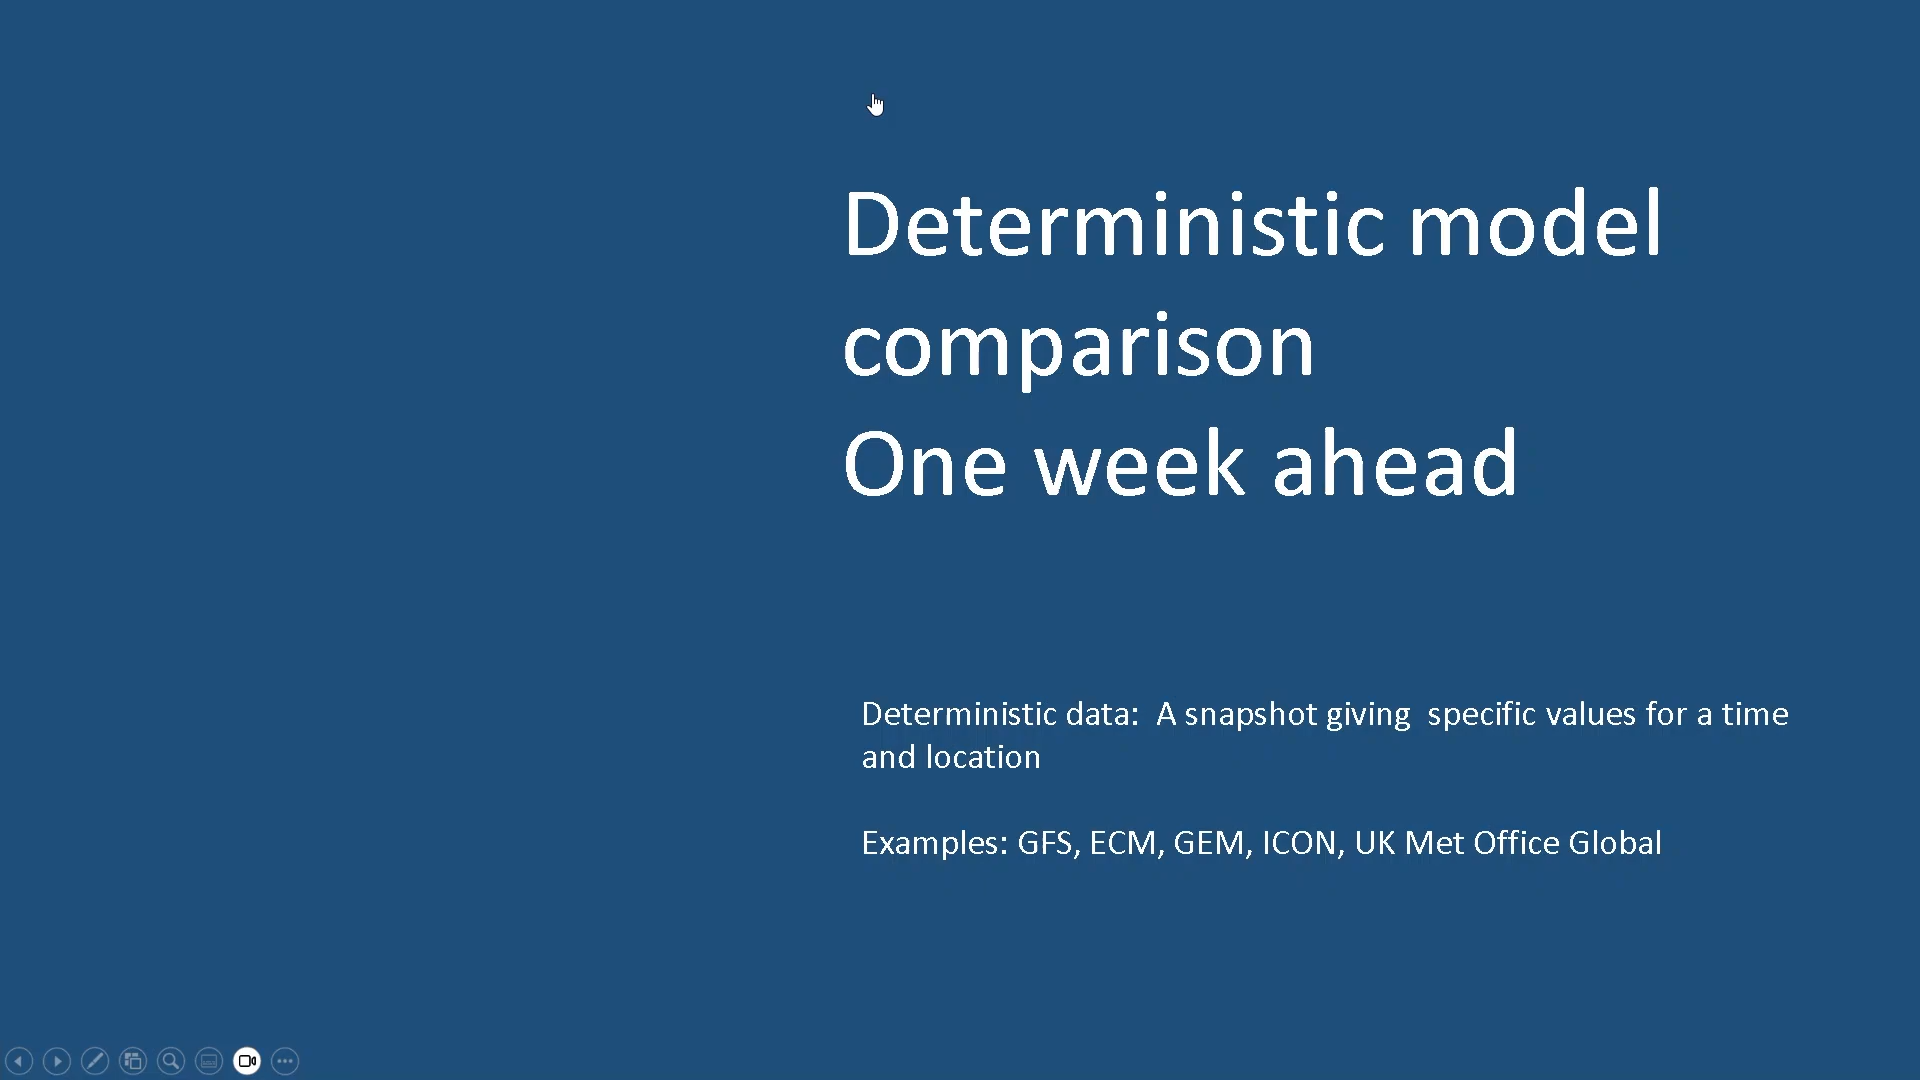 Deterministic model
comparison
One week ahead
Deterministic data:  A snapshot giving  specific values for a time
and location
Examples: GFS, ECM, GEM, ICON, UK Met Office Global